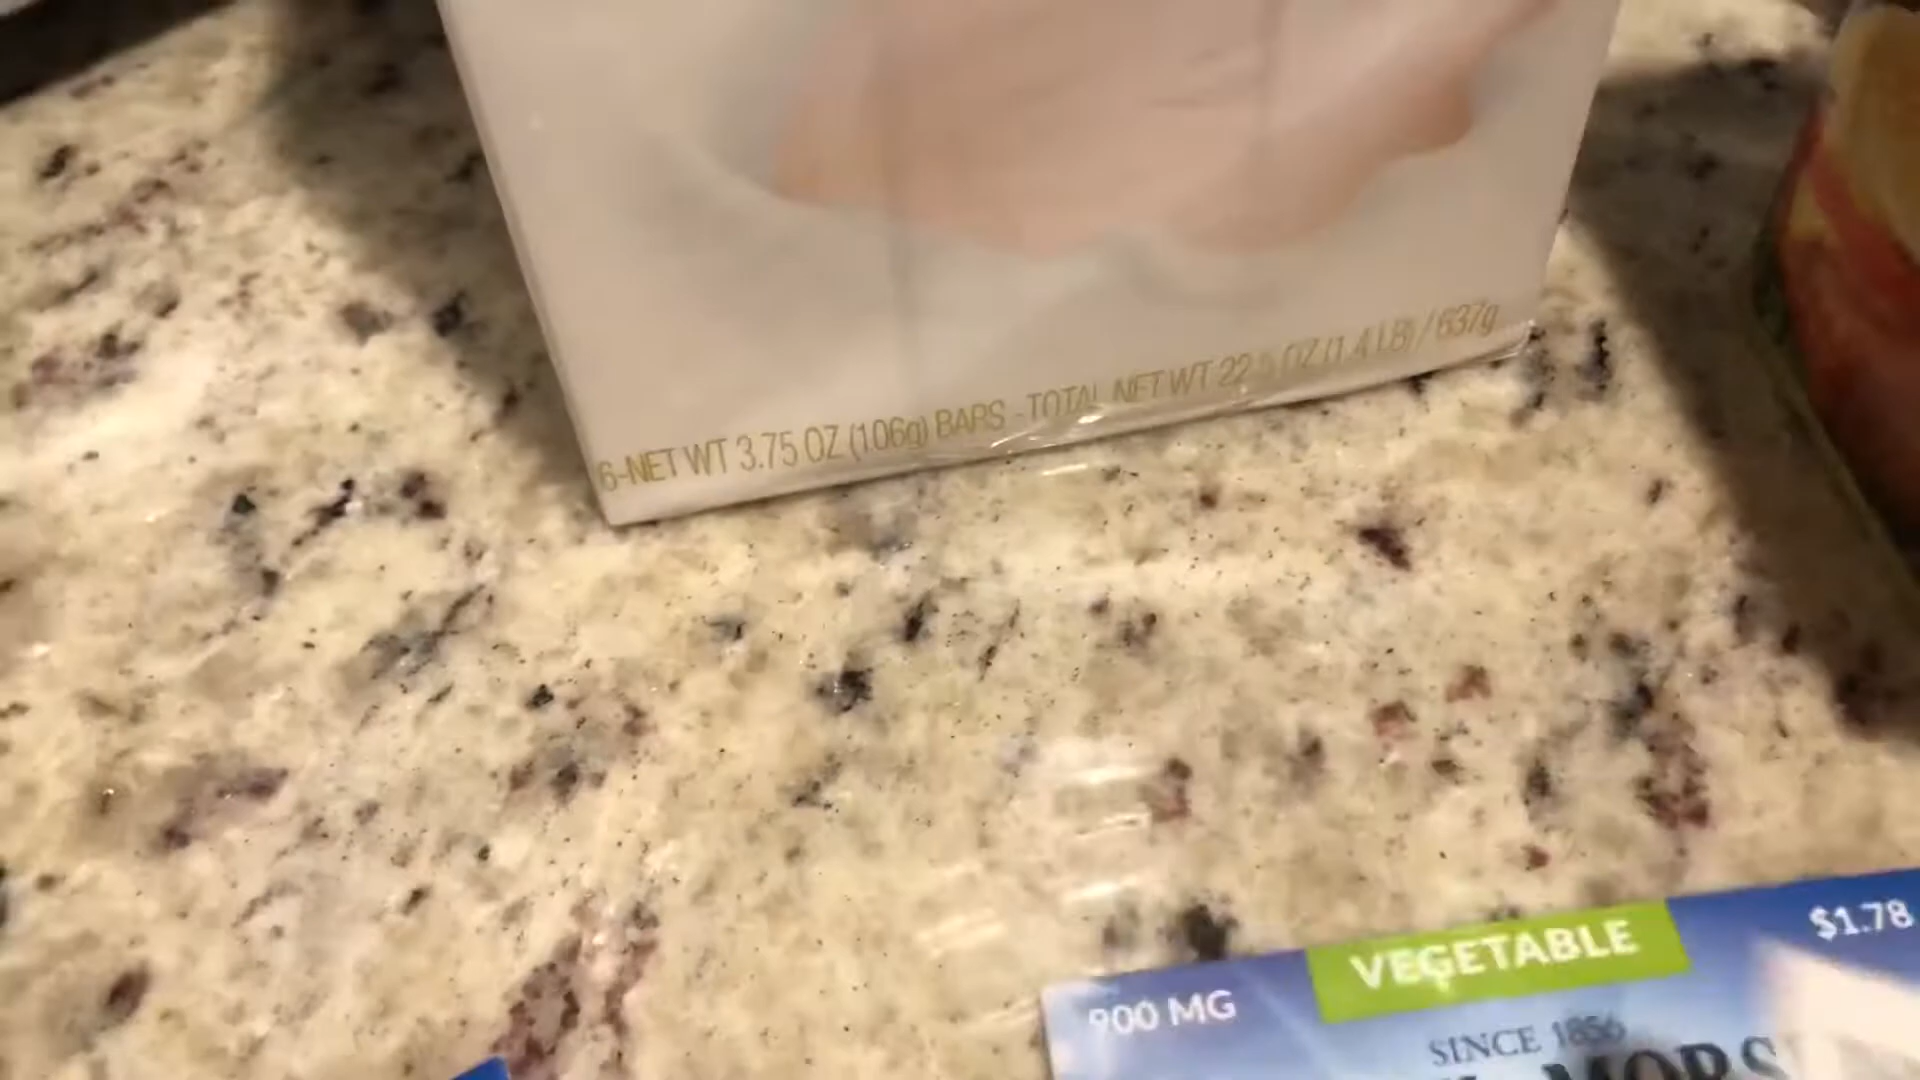 6-NET WT 3.75 OZ (106g) BARS - TOTAL NET WT 22.5 OZ (1.4 LB) / 637g
$1.78
VEGETABLE
900 MG
SINCE 1856